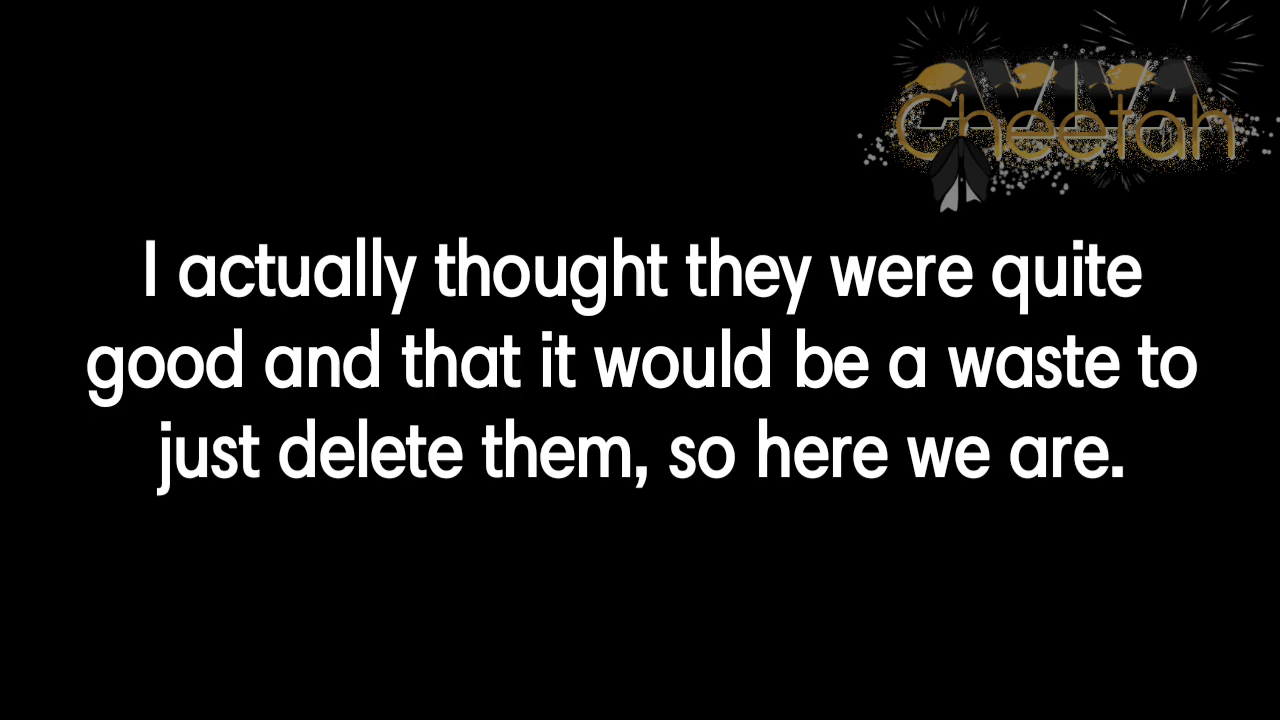 AVIVA
Cheetah
I actually thought they were quite
good and that it would be a waste to
just delete them, so here we are.